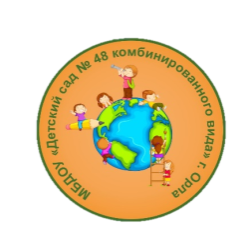 МБДОУ «Детский сад № 48 комбинированного вида» г. Орла